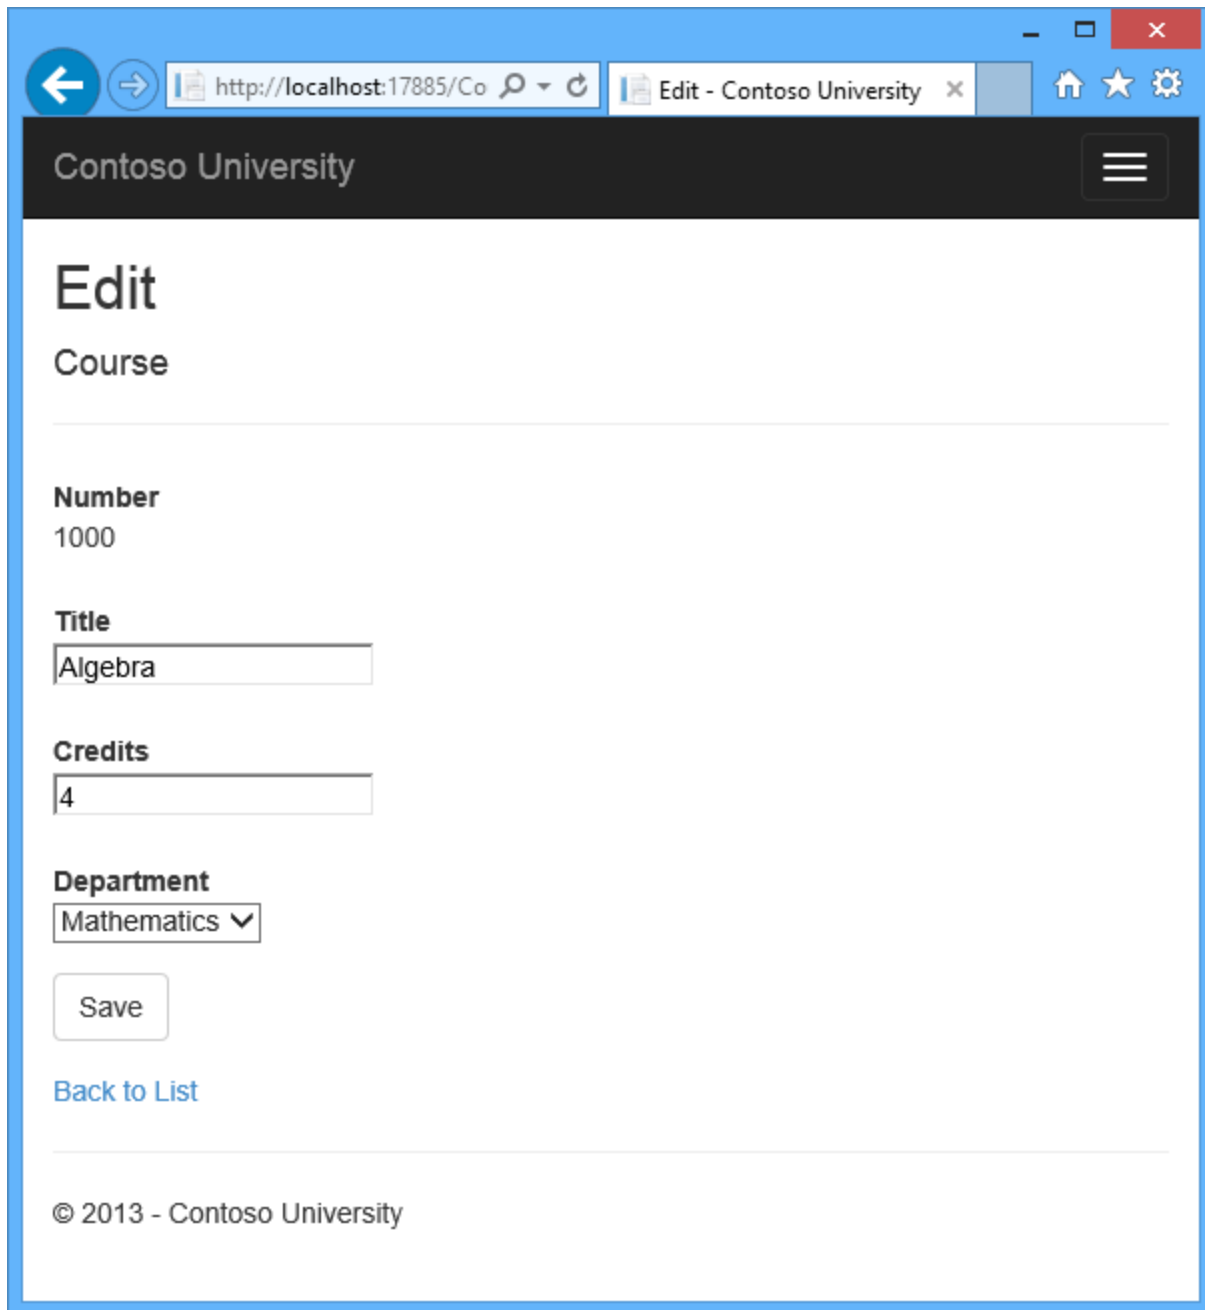 http://localhost:17885/Co
Edit - Contoso University
Contoso University
Edit
Course
Number
1000
Title
Algebra
Credits
4
Department
Mathematics
Save
Back to List
© 2013 - Contoso University